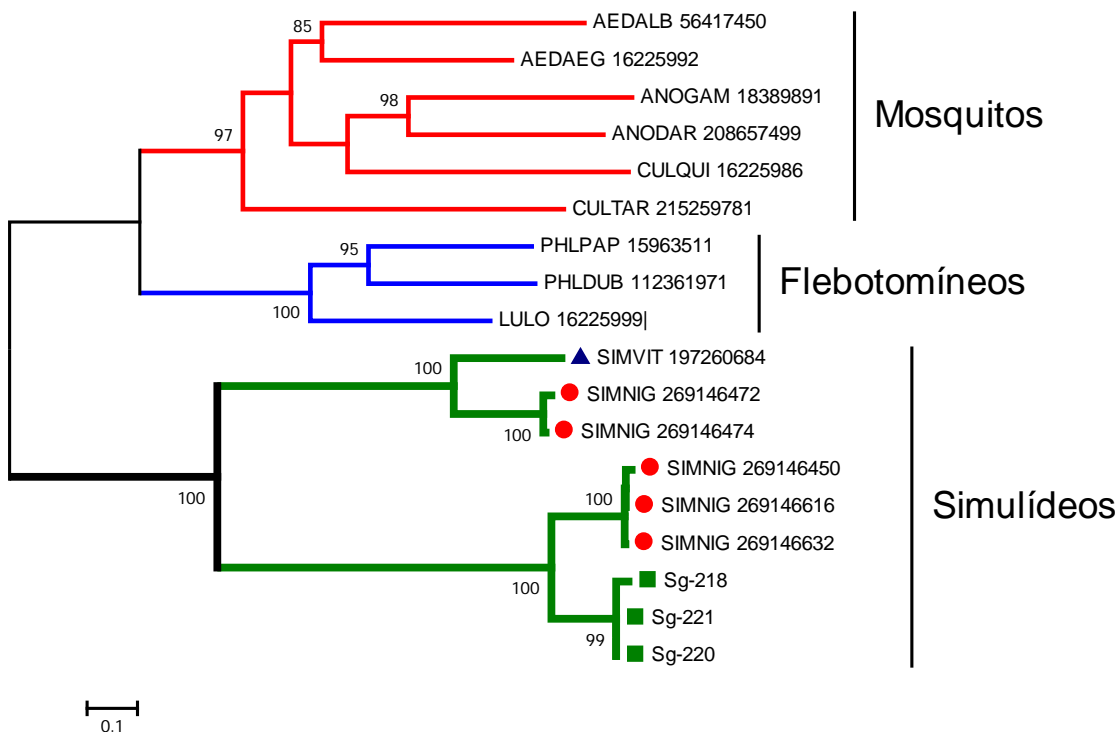 85
AEDALB 56417450
AEDAEG 16225992
98
ANOGAM 18389891
Mosquitos
97
ANODAR 208657499
CULQUI 16225986
CULTAR 215259781
95
PHLPAP 15963511
Flebotomíneos
PHLDUB 112361971
100
LULO 16225999|
100
SIMVIT 197260684
SIMNIG 269146472
100
SIMNIG 269146474
100
SIMNIG 269146450
100
SIMNIG 269146616
Simulídeos
SIMNIG 269146632
100
Sg-218
Sg-221
99
Sg-220
0.1